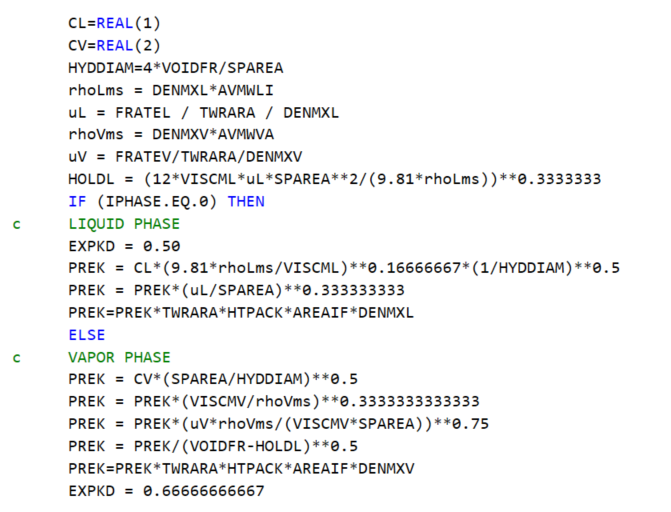 CL=REAL(1)
CV=REAL(2)
HYDDIAM=4*VOIDFR/SPAREA
rhoLms = DENMXL*AVMWLI
uL = FRATEL / TWRARA / DENMXL
rhoVms = DENMXV*AVMWVA
uV = FRATEV/TWRARA/DENMXV
HOLDL = (12*VISCML*uL*SPAREA**2/(9.81*rhoLms))**0.3333333
IF (IPHASE.EQ.0) THEN
c LIQUID PHASE
EXPKD = 0.50
PREK = CL*(9.81*rhoLms/VISCML)**0.16666667*(1/HYDDIAM)**0.5
PREK = PREK*(uL/SPAREA)**0.333333333
PREK=PREK*TWRARA*HTPACK*AREAIF*DENMXL
ELSE
c VAPOR PHASE
PREK = CV*(SPAREA/HYDDIAM)**0.5
PREK = PREK*(VISCMV/rhoVms)**0.3333333333333
PREK = PREK*(uV*rhoVms/(VISCMV*SPAREA))**0.75
PREK = PREK/(VOIDFR-HOLDL)**0.5
PREK=PREK*TWRARA*HTPACK*AREAIF*DENMXV
EXPKD = 0.66666666667